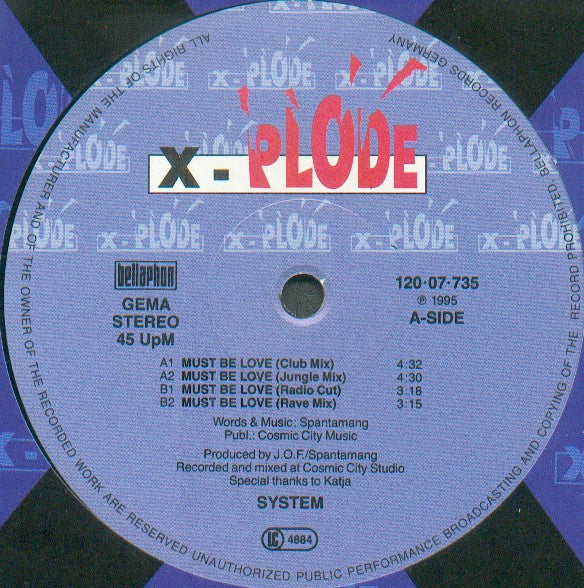 ALL RIGHTS OF THE MANUFACTURER AND OF THE OWNER OF THE RECORDED WORK ARE RESERVED UNAUTHORIZED PUBLIC PERFORMANCE BROADCASTING AND COPYING OF THE RECORD PROHIBITED BELLAPHON RECORDS GERMANY
X-PLODE
bellaphon
GEMA
STEREO
45 UpM
120·07·735
℗ 1995
A-SIDE
A1 MUST BE LOVE (Club Mix) 4:32
A2 MUST BE LOVE (Jungle Mix) 4:30
B1 MUST BE LOVE (Radio Cut) 3:18
B2 MUST BE LOVE (Rave Mix) 3:15
Words & Music: Spantamang
Publ.: Cosmic City Music
Produced by J.O.F./Spantamang
Recorded and mixed at Cosmic City Studio
Special thanks to Katja
SYSTEM
LC 4884